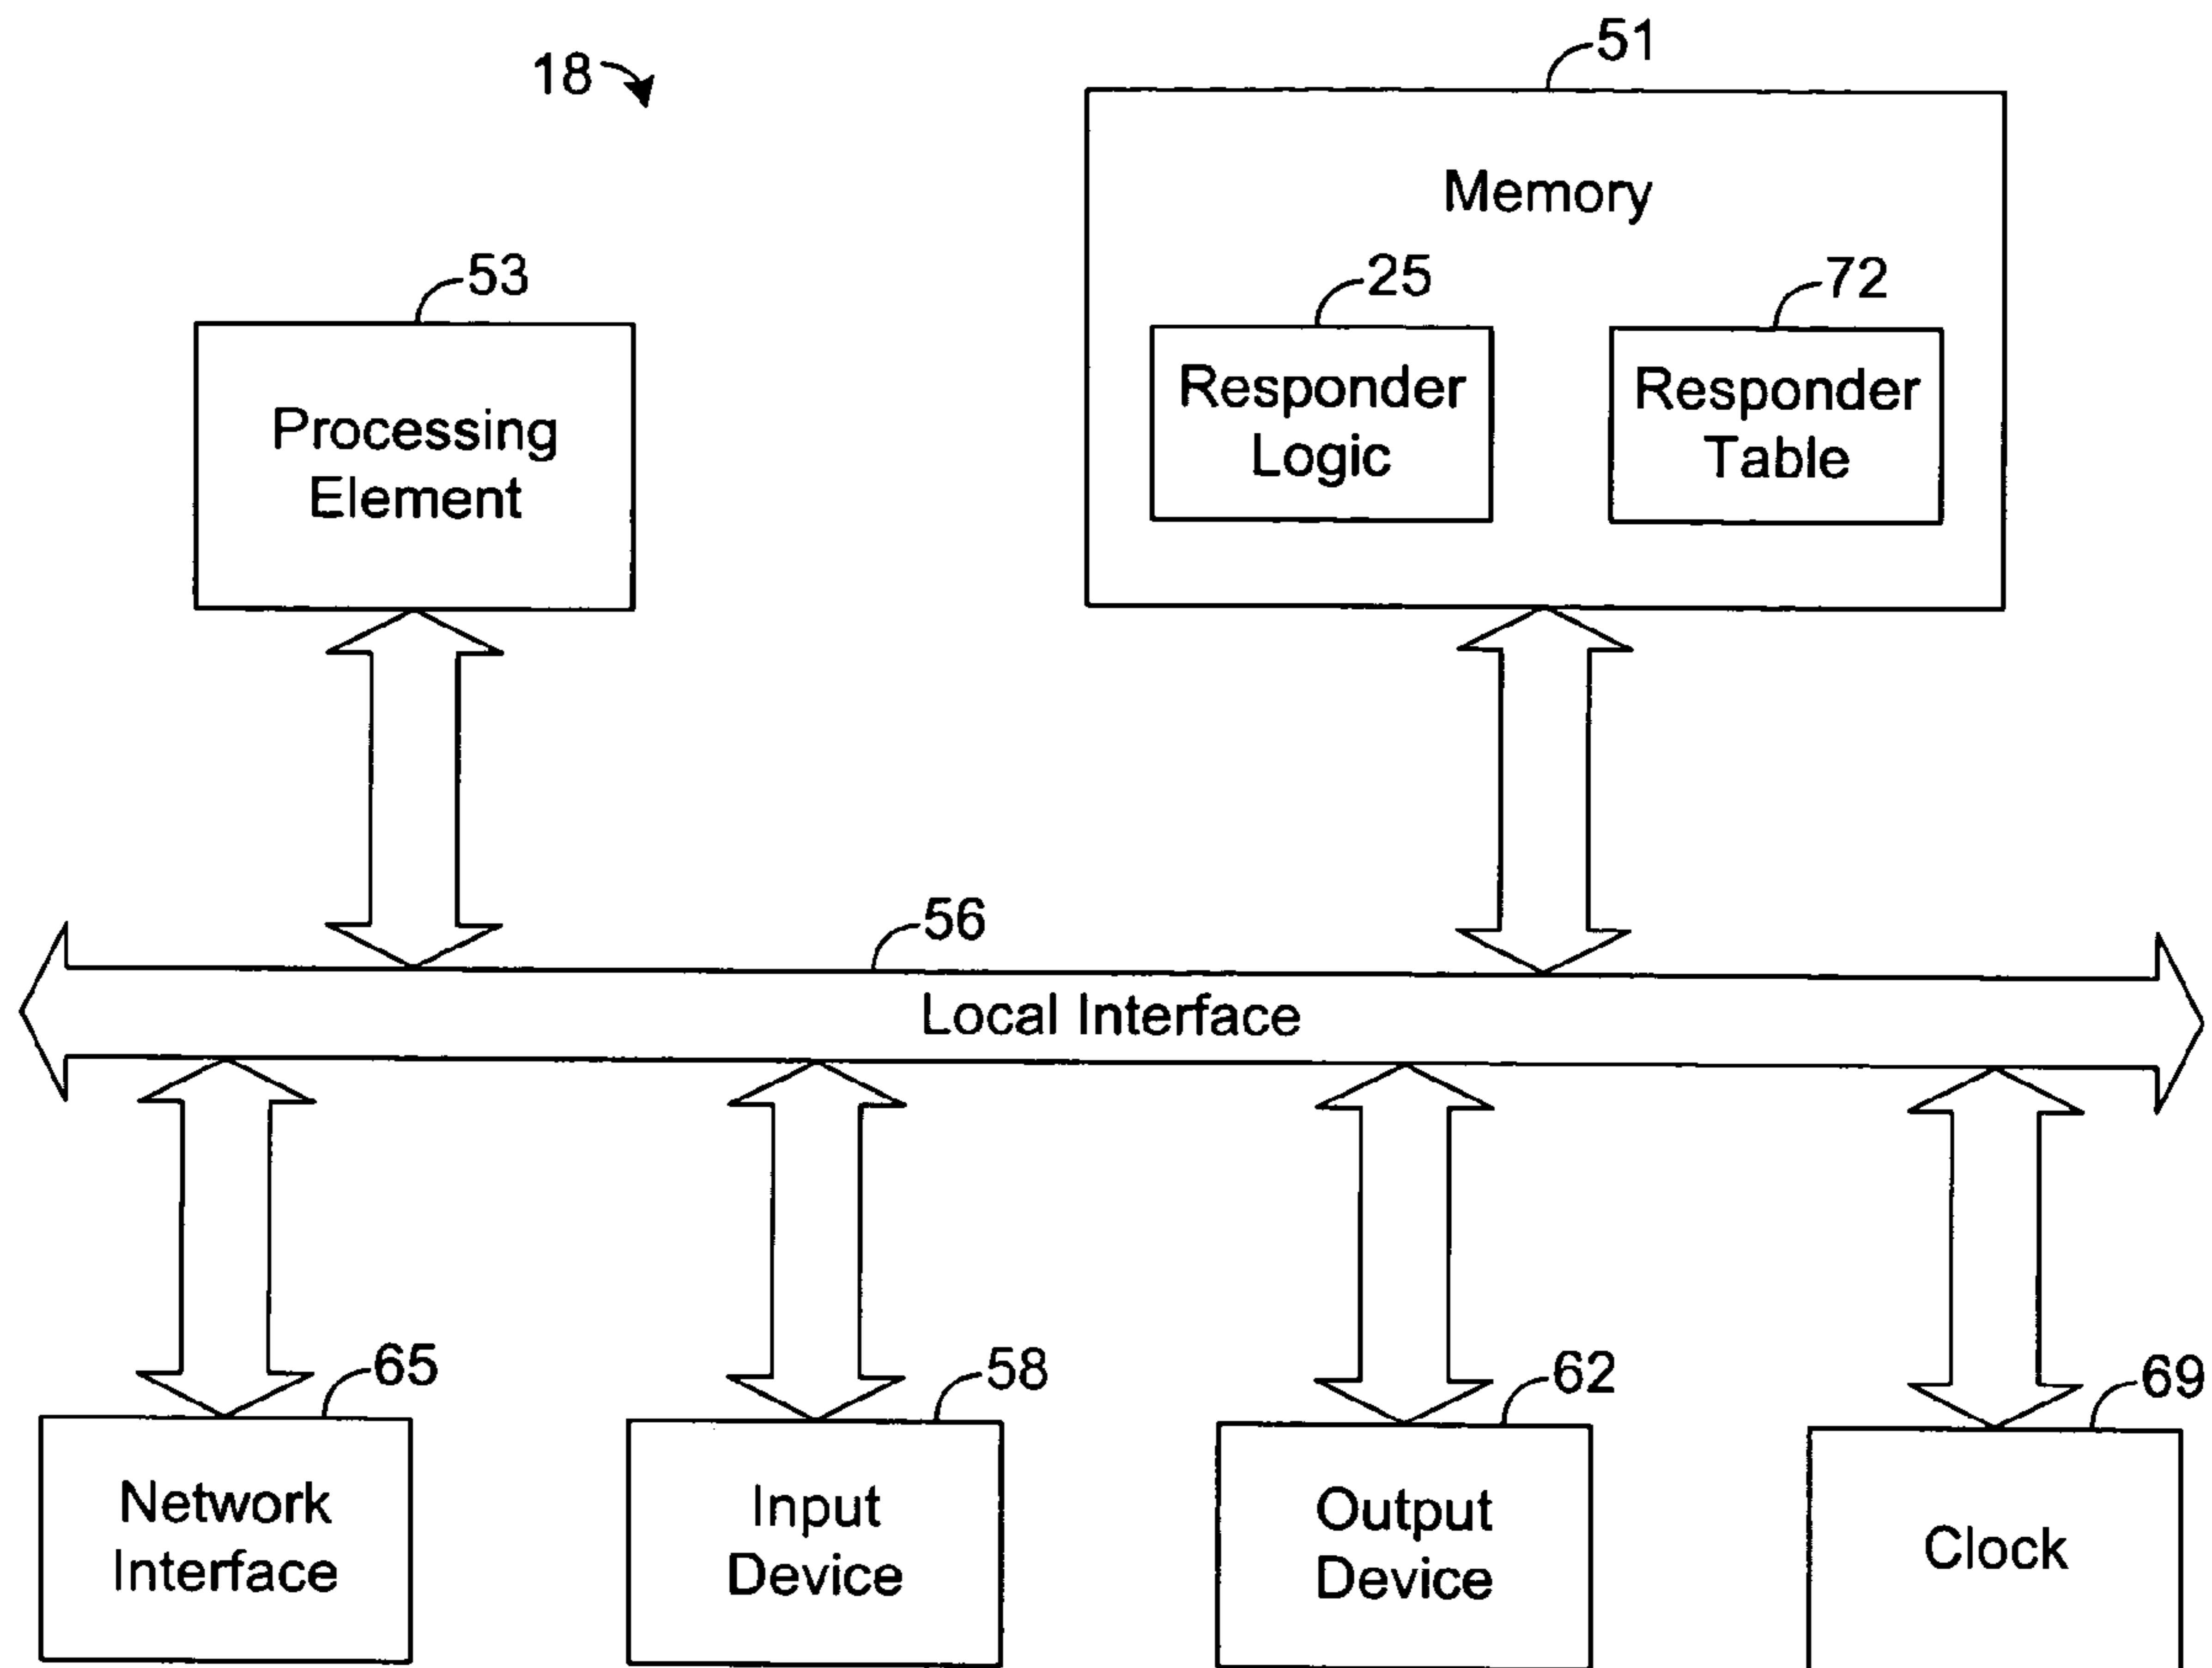 18
51
Memory
53
25
72
Processing
Element
Responder
Logic
Responder
Table
56
Local Interface
65
58
62
69
Network
Interface
Input
Device
Output
Device
Clock